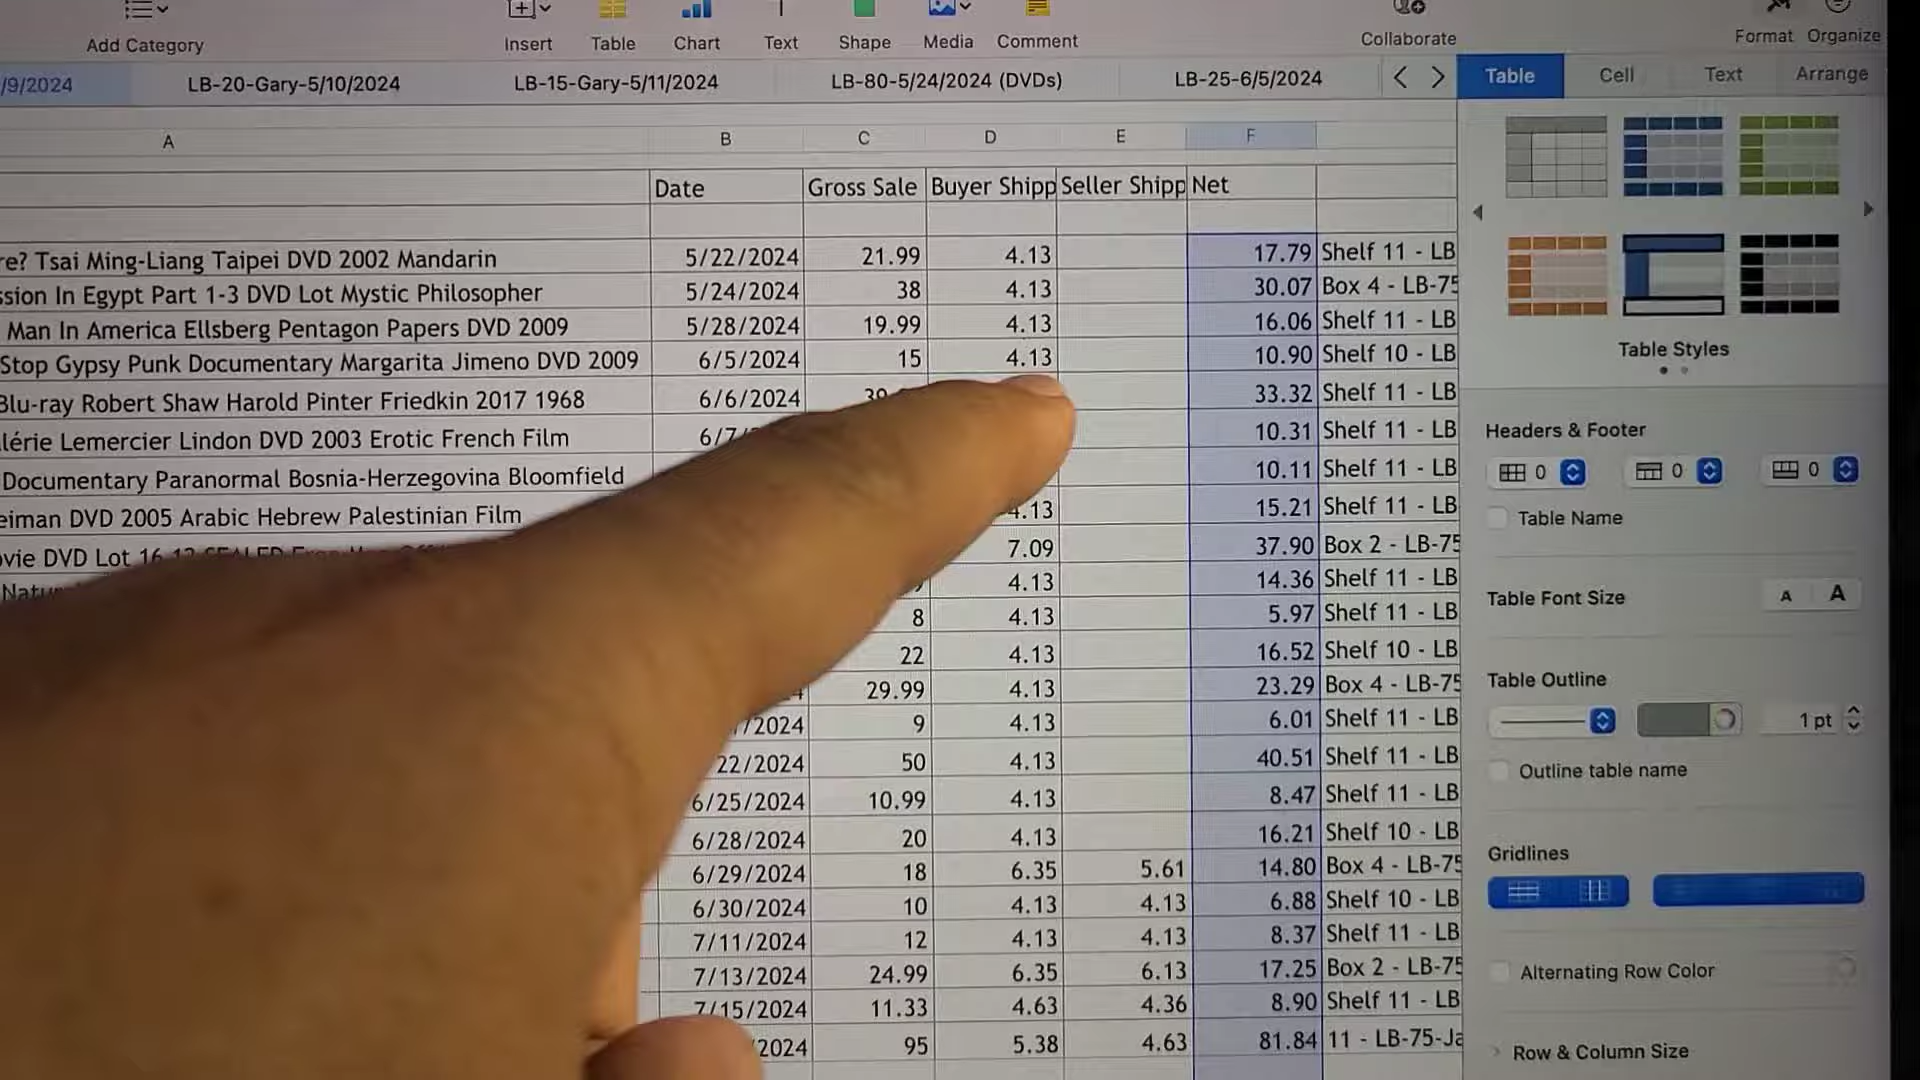 Add Category Insert Table Chart Text Shape Media Comment Collaborate Format Organize
/9/2024 LB-20-Gary-5/10/2024 LB-15-Gary-5/11/2024 LB-80-5/24/2024 (DVDs) LB-25-6/5/2024
Table Cell Text Arrange
A B C D E F
Date Gross Sale Buyer Shipp Seller Shipp Net
re? Tsai Ming-Liang Taipei DVD 2002 Mandarin 5/22/2024 21.99 4.13 17.79 Shelf 11 - LB
ssion In Egypt Part 1-3 DVD Lot Mystic Philosopher 5/24/2024 38 4.13 30.07 Box 4 - LB-75
Man In America Ellsberg Pentagon Papers DVD 2009 5/28/2024 19.99 4.13 16.06 Shelf 11 - LB
Stop Gypsy Punk Documentary Margarita Jimeno DVD 2009 6/5/2024 15 4.13 10.90 Shelf 10 - LB
Blu-ray Robert Shaw Harold Pinter Friedkin 2017 1968 6/6/2024 33.32 Shelf 11 - LB
lérie Lemercier Lindon DVD 2003 Erotic French Film 6/7/ 10.31 Shelf 11 - LB
Documentary Paranormal Bosnia-Herzegovina Bloomfield 10.11 Shelf 11 - LB
eiman DVD 2005 Arabic Hebrew Palestinian Film 4.13 15.21 Shelf 11 - LB
ovie DVD Lot 7.09 37.90 Box 2 - LB-75
4.13 14.36 Shelf 11 - LB
8 4.13 5.97 Shelf 11 - LB
22 4.13 16.52 Shelf 10 - LB
29.99 4.13 23.29 Box 4 - LB-75
/2024 9 4.13 6.01 Shelf 11 - LB
22/2024 50 4.13 40.51 Shelf 11 - LB
6/25/2024 10.99 4.13 8.47 Shelf 11 - LB
6/28/2024 20 4.13 16.21 Shelf 10 - LB
6/29/2024 18 6.35 5.61 14.80 Box 4 - LB-75
6/30/2024 10 4.13 4.13 6.88 Shelf 10 - LB
7/11/2024 12 4.13 4.13 8.37 Shelf 11 - LB
7/13/2024 24.99 6.35 6.13 17.25 Box 2 - LB-75
7/15/2024 11.33 4.63 4.36 8.90 Shelf 11 - LB
2024 95 5.38 4.63 81.84 11 - LB-75-Ja
Table Styles
Headers & Footer
0 0 0
Table Name
Table Font Size A A
Table Outline
1 pt
Outline table name
Gridlines
Alternating Row Color
Row & Column Size